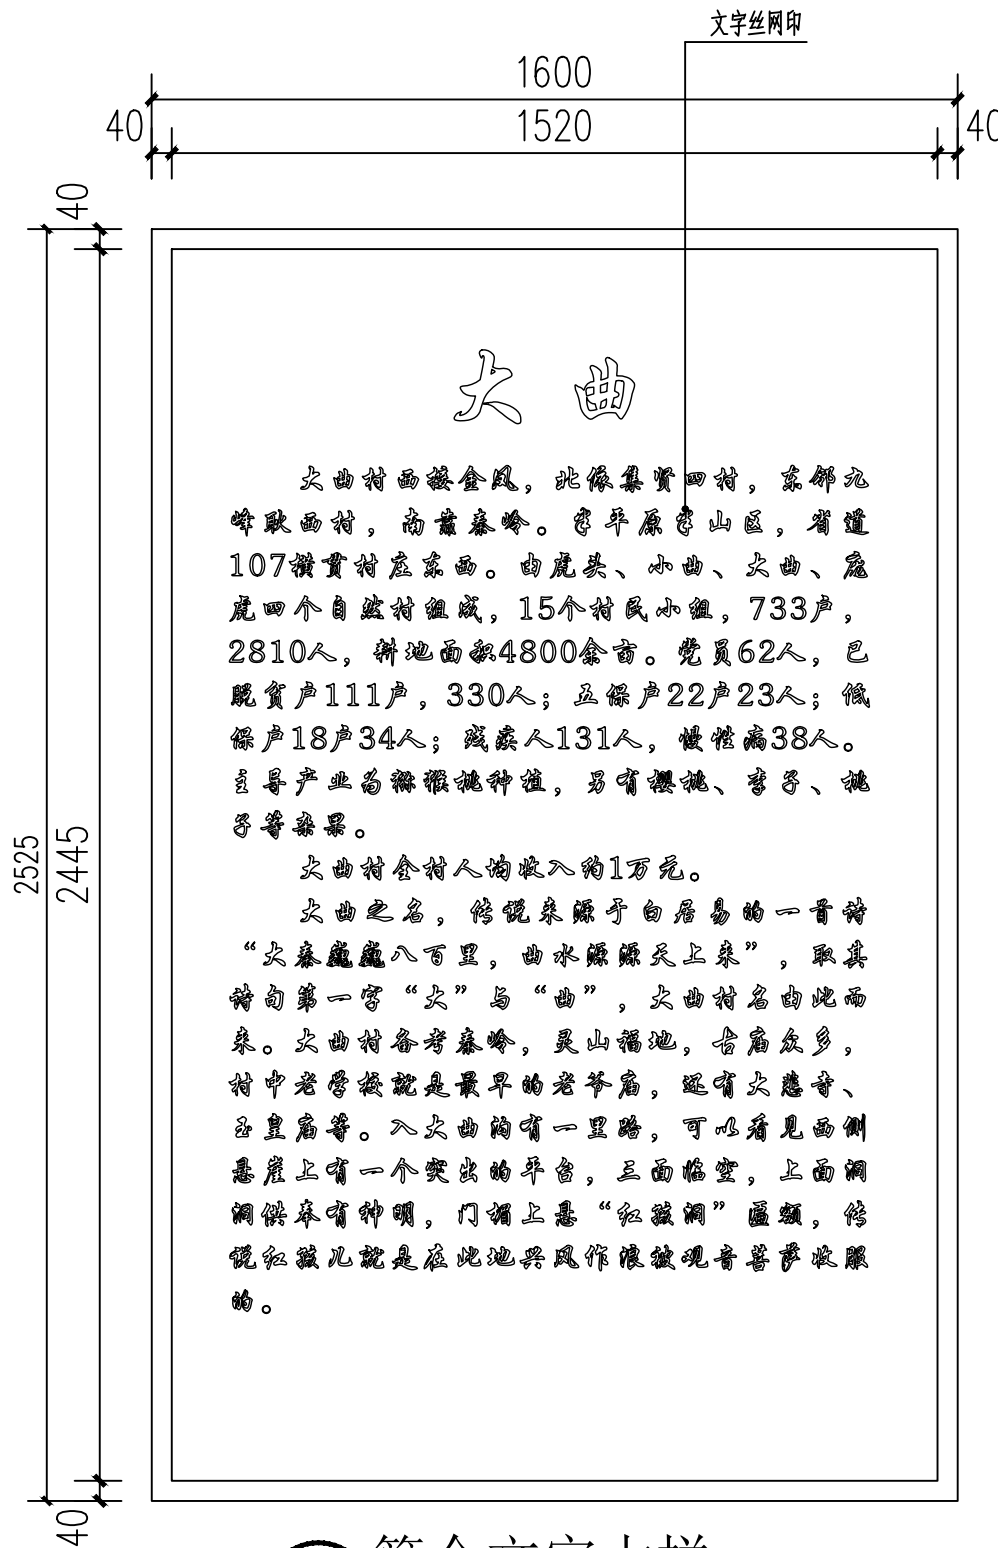 文字丝网印
1600
40
1520
40
40
2525
2445
40
大曲
大曲村西接金凤，北依集贤四村，东邻九
峰耿西村，南靠秦岭。半平原半山区，省道
107横贯村庄东西。由虎头、小曲、大曲、庞
虎四个自然村组成，15个村民小组，733户，
2810人，耕地面积4800余亩。党员62人，已
脱贫户111户，330人；五保户22户23人；低
保户18户34人；残疾人131人，慢性病38人。
主导产业为猕猴桃种植，另有樱桃、李子、桃
子等杂果。
大曲村全村人均收入约1万元。
大曲之名，传说来源于白居易的一首诗
“大秦巍巍八百里，曲水源源天上来”，取其
诗句第一字“大”与“曲”，大曲村名由此而
来。大曲村备考秦岭，灵山福地，古庙众多，
村中老学校就是最早的老爷庙，还有大慈寺、
玉皇庙等。入大曲沟有一里路，可以看见西侧
悬崖上有一个突出的平台，三面临空，上面洞
洞供奉有神明，门楣上悬“红孩洞”匾额，传
说红孩儿就是在此地兴风作浪被观音菩萨收服
的。